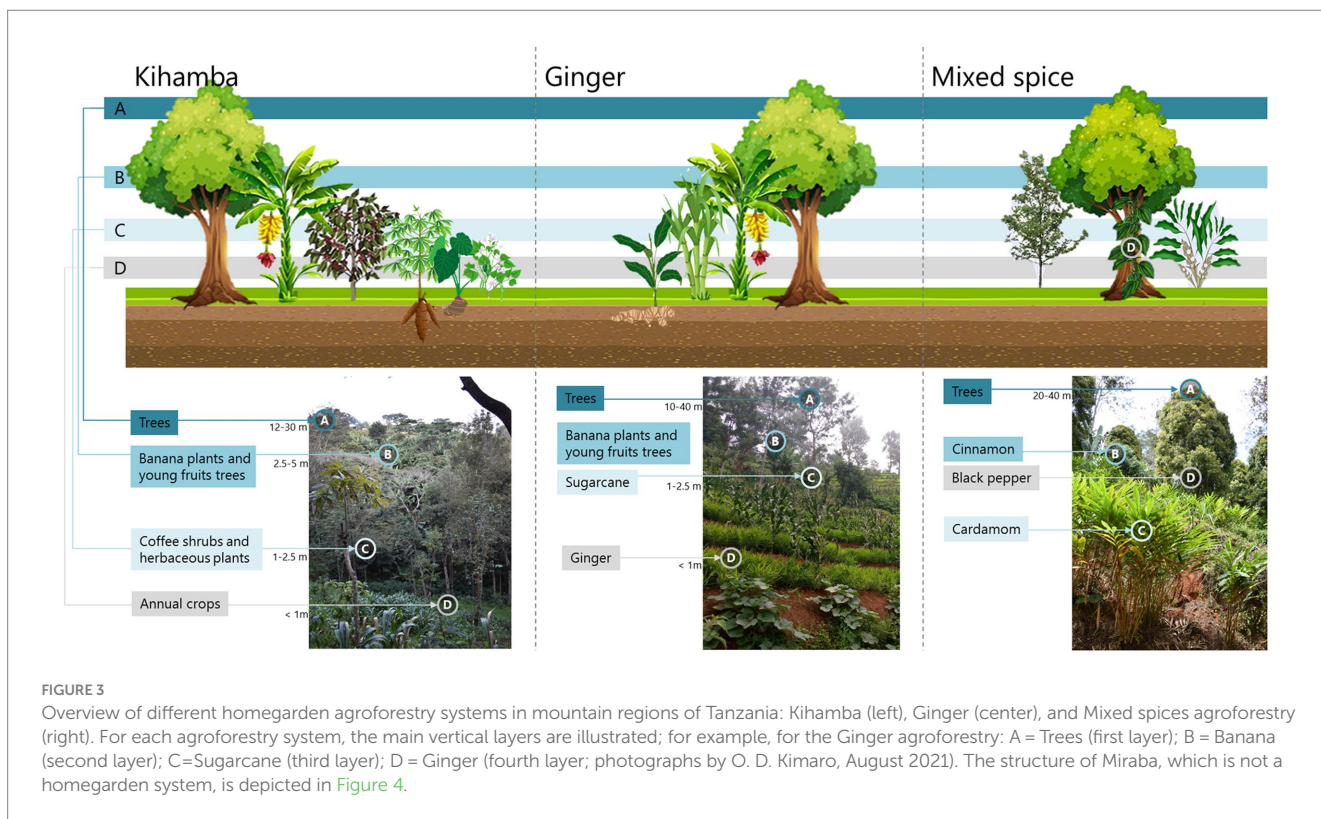 Kihamba
Ginger
Mixed spice
A
B
C
D
D
Trees
12-30 m
A
Banana plants and
young fruits trees
2.5-5 m
B
Coffee shrubs and
herbaceous plants
1-2.5 m
C
Annual crops
< 1m
D
Trees
10-40 m
A
Banana plants and
young fruits trees
B
Sugarcane
1-2.5 m
C
Ginger
< 1m
D
Trees
20-40 m
A
Cinnamon
B
Black pepper
D
Cardamom
C
FIGURE 3
Overview of different homegarden agroforestry systems in mountain regions of Tanzania: Kihamba (left), Ginger (center), and Mixed spices agroforestry
(right). For each agroforestry system, the main vertical layers are illustrated; for example, for the Ginger agroforestry: A = Trees (first layer); B = Banana
(second layer); C=Sugarcane (third layer); D = Ginger (fourth layer; photographs by O. D. Kimaro, August 2021). The structure of Miraba, which is not a
homegarden system, is depicted in Figure 4.